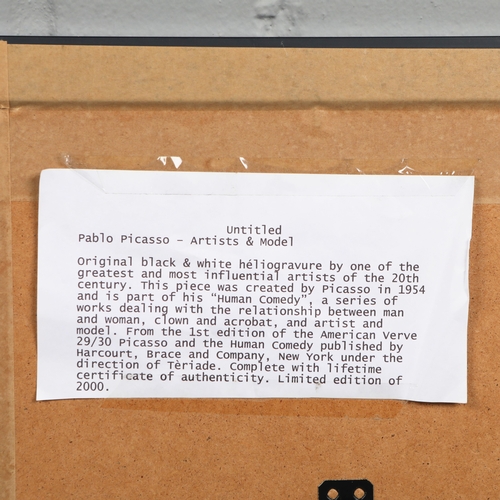 Untitled
Pablo Picasso – Artists & Model
Original black & white héliogravure by one of the
greatest and most influential artists of the 20th
century. This piece was created by Picasso in 1954
and is part of his "Human Comedy", a series of
works dealing with the relationship between man
and woman, clown and acrobat, and artist and
model. From the 1st edition of the American Verve
29/30 Picasso and the Human Comedy published by
Harcourt, Brace and Company, New York under the
direction of Tèriade. Complete with lifetime
certificate of authenticity. Limited edition of
2000.